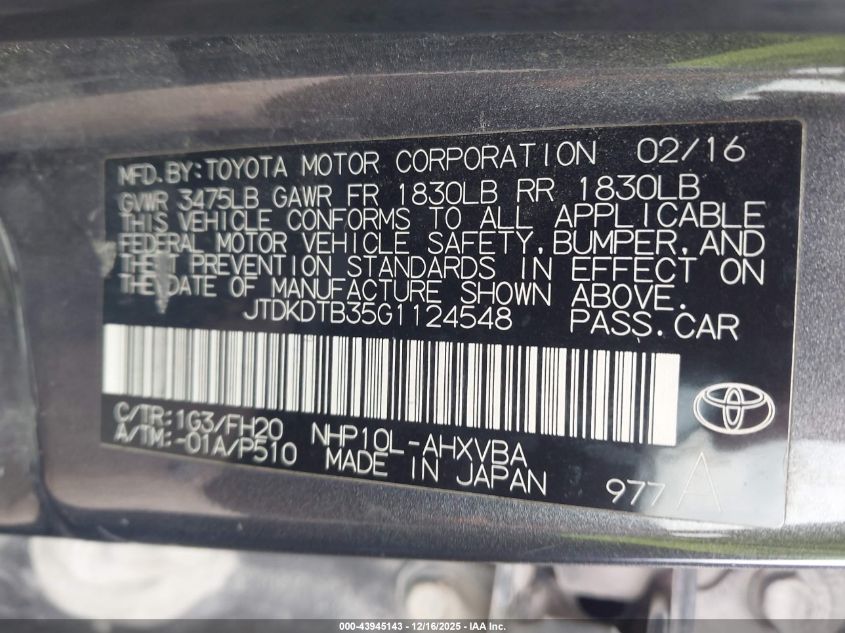 MFD. BY: TOYOTA MOTOR CORPORATION 02/16
GVWR 3475LB GAWR FR 1830LB RR 1830LB
THIS VEHICLE CONFORMS TO ALL APPLICABLE
FEDERAL MOTOR VEHICLE SAFETY, BUMPER, AND
THEFT PREVENTION STANDARDS IN EFFECT ON
THE DATE OF MANUFACTURE SHOWN ABOVE.
JTDKDTB35G1124548 PASS. CAR
C/TR: 1G3/FH20 NHP10L-AHXVBA
A/TM: -01A/P510 MADE IN JAPAN
977 A
000-43945143 - 12/16/2025 - IAA Inc.